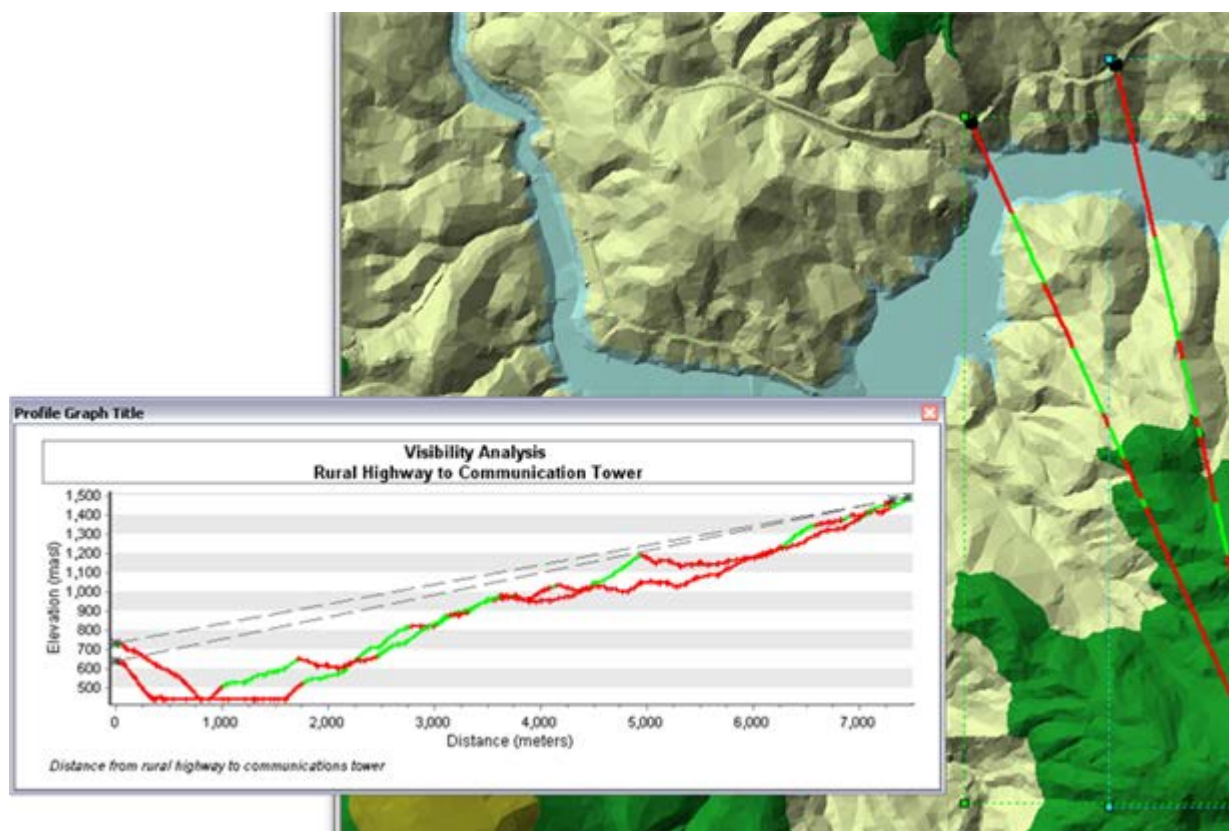 Profile Graph Title
Visibility Analysis
Rural Highway to Communication Tower
1,500
1,400
1,300
1,200
1,100
1,000
900
800
700
600
500
Elevation (masl)
0 1,000 2,000 3,000 4,000 5,000 6,000 7,000
Distance (meters)
Distance from rural highway to communications tower